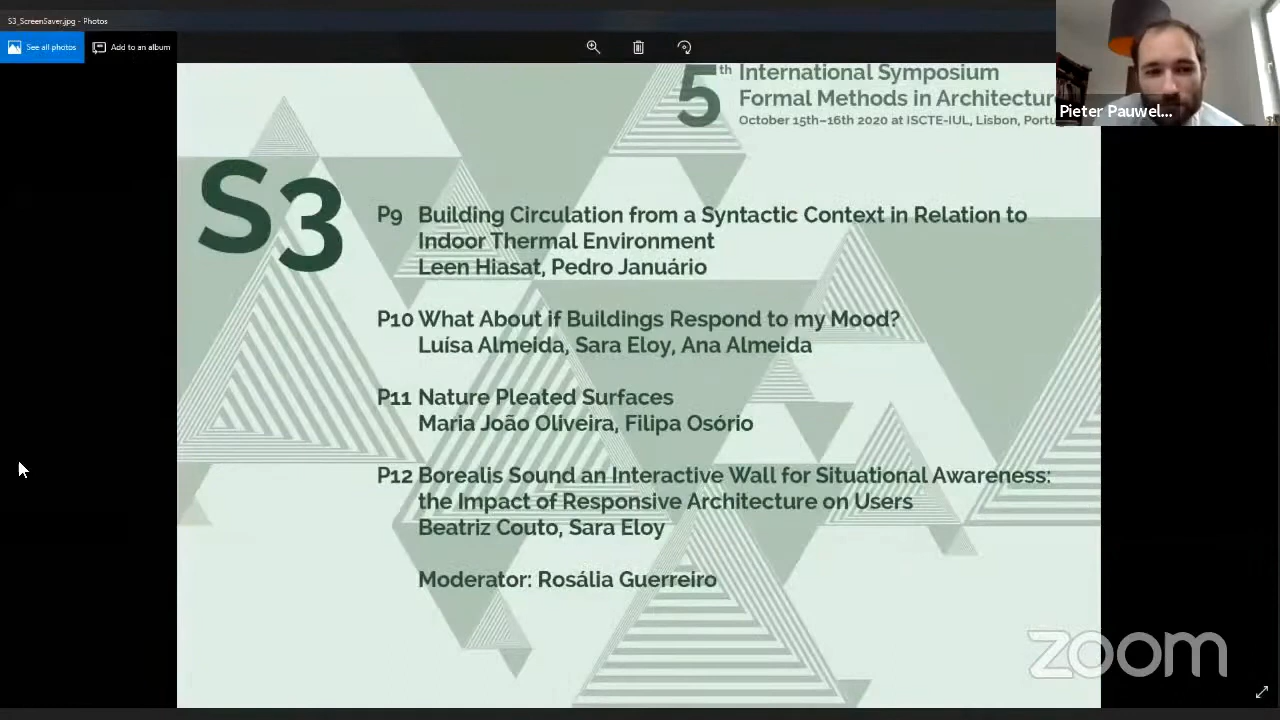 S3_ScreenSaver.jpg - Photos
See all photos
Add to an album
5th International Symposium
Formal Methods in Architectur
October 15th–16th 2020 at ISCTE-IUL, Lisbon, Portu
Pieter Pauwel...
S3
P9 Building Circulation from a Syntactic Context in Relation to
Indoor Thermal Environment
Leen Hiasat, Pedro Januário
P10 What About if Buildings Respond to my Mood?
Luísa Almeida, Sara Eloy, Ana Almeida
P11 Nature Pleated Surfaces
Maria João Oliveira, Filipa Osório
P12 Borealis Sound an Interactive Wall for Situational Awareness:
the Impact of Responsive Architecture on Users
Beatriz Couto, Sara Eloy
Moderator: Rosália Guerreiro
zoom